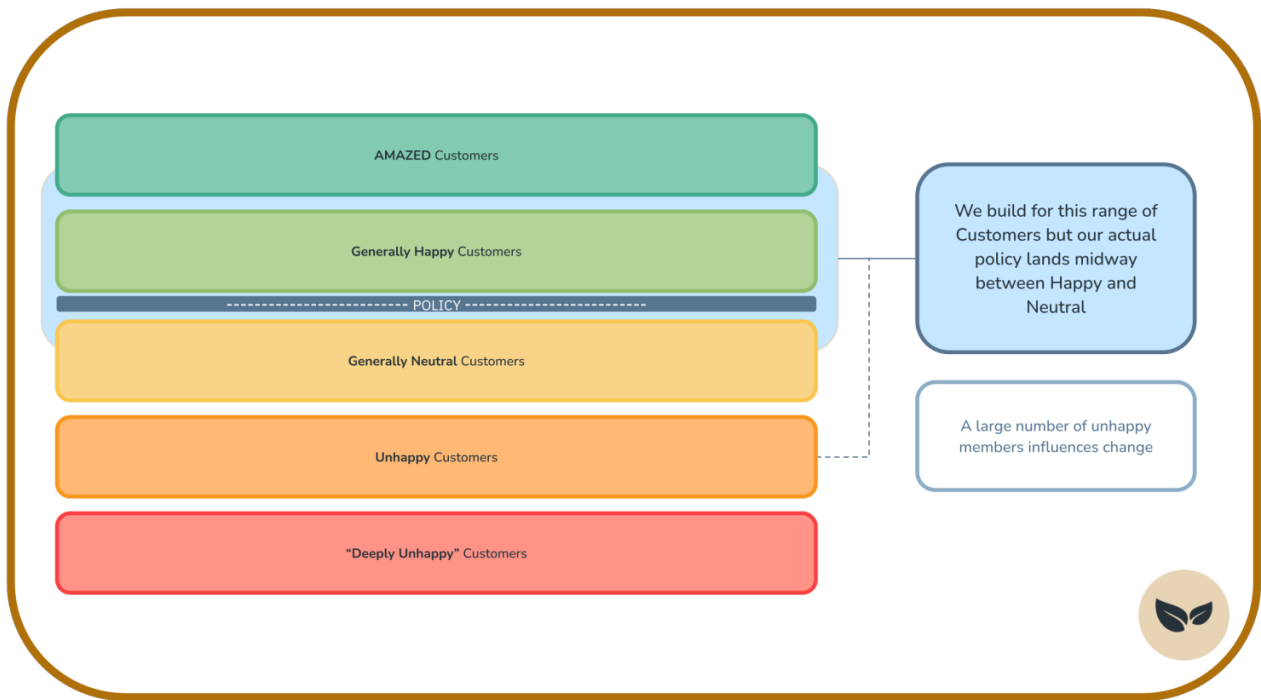 AMAZED Customers
Generally Happy Customers
-------------------- POLICY --------------------
Generally Neutral Customers
Unhappy Customers
“Deeply Unhappy” Customers
We build for this range of
Customers but our actual
policy lands midway
between Happy and
Neutral
A large number of unhappy
members influences change